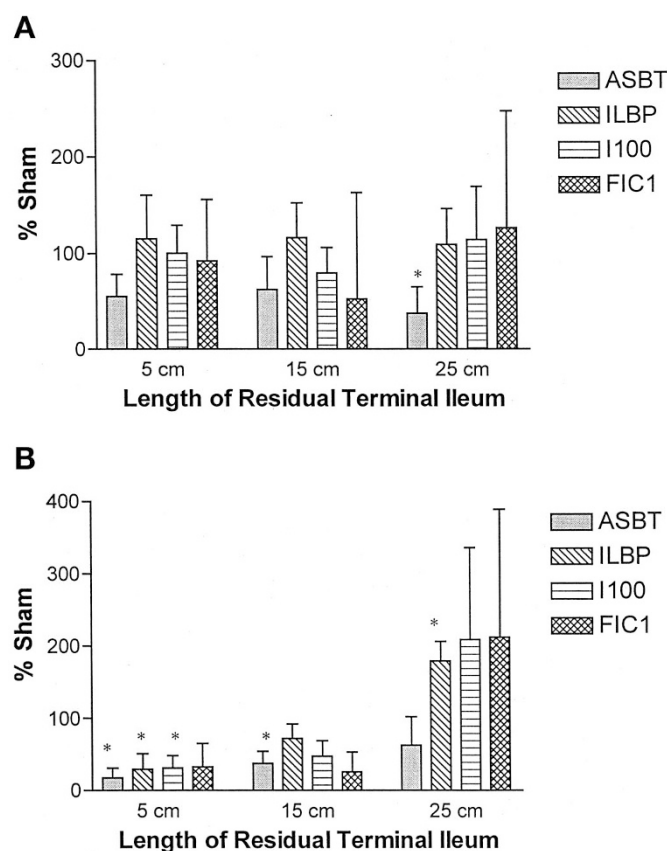 A
300
200
100
0
% Sham
*
5 cm
15 cm
25 cm
Length of Residual Terminal Ileum
ASBT
ILBP
I100
FIC1
B
400
300
200
100
0
% Sham
* * * * *
5 cm
15 cm
25 cm
Length of Residual Terminal Ileum
ASBT
ILBP
I100
FIC1